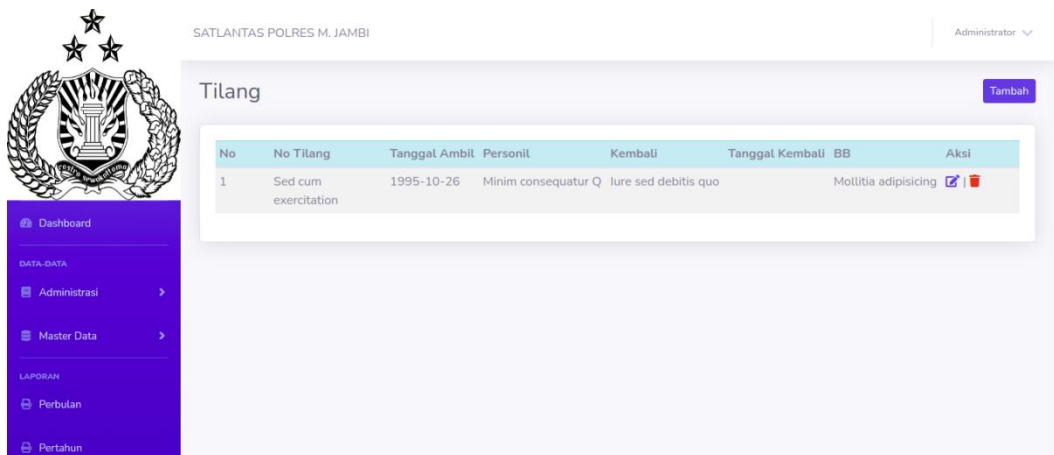 SATLANTAS POLRES M. JAMBI
Administrator
Tilang
Tambah
No No Tilang Tanggal Ambil Personil Kembali Tanggal Kembali BB Aksi
1 Sed cum exercitation 1995-10-26 Minim consequatur Q Iure sed debitis quo Mollitia adipisicing |
Dashboard
DATA-DATA
Administrasi
Master Data
LAPORAN
Perbulan
Pertahun